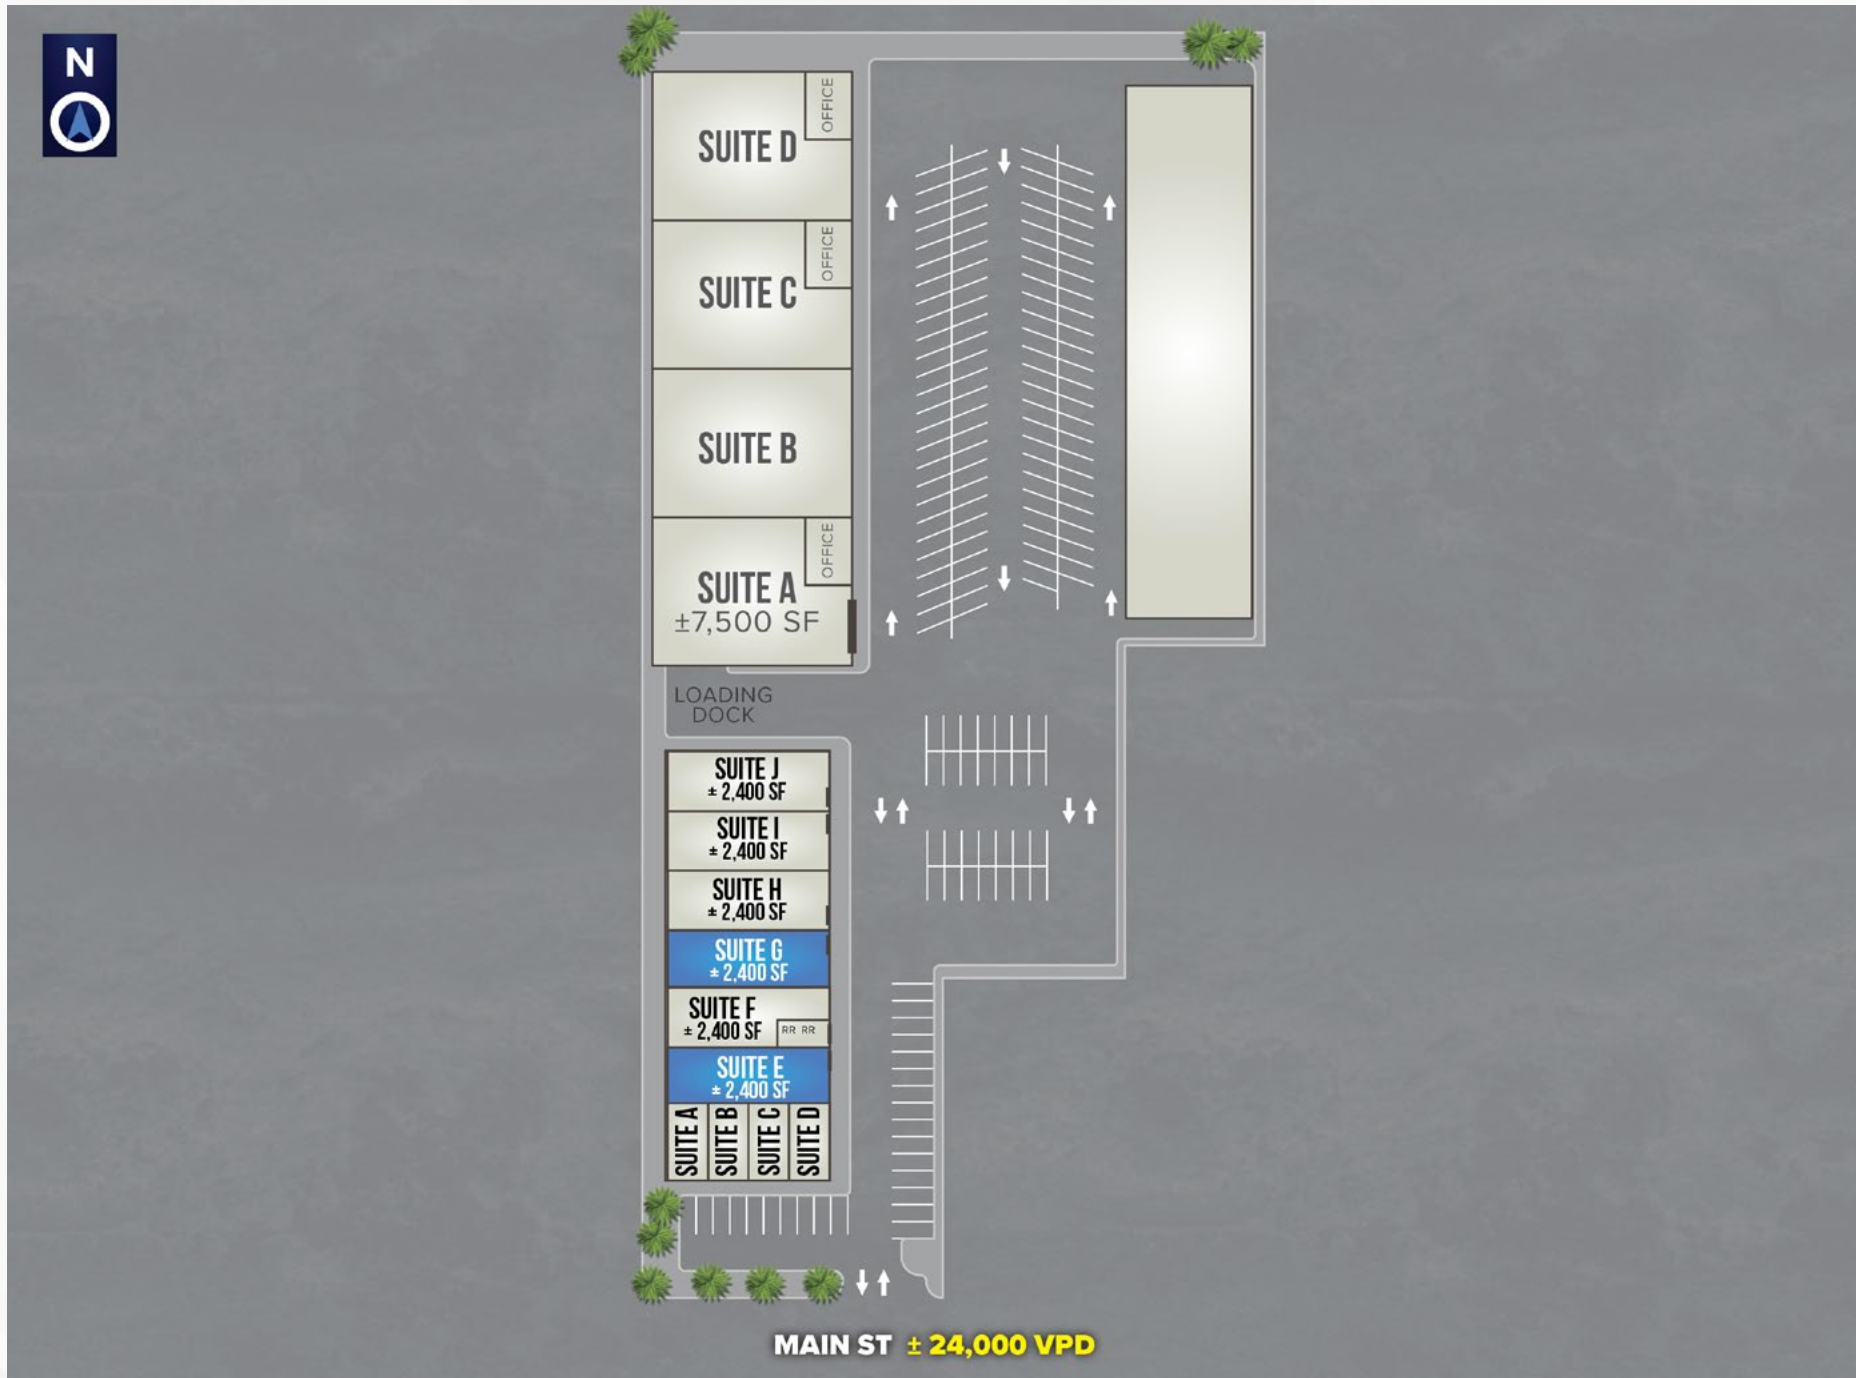 N
OFFICE
SUITE D
OFFICE
SUITE C
SUITE B
OFFICE
SUITE A
±7,500 SF
LOADING
DOCK
SUITE J
± 2,400 SF
SUITE I
± 2,400 SF
SUITE H
± 2,400 SF
SUITE G
± 2,400 SF
SUITE F
± 2,400 SF
RR RR
SUITE E
± 2,400 SF
SUITE A
SUITE B
SUITE C
SUITE D
MAIN ST ± 24,000 VPD